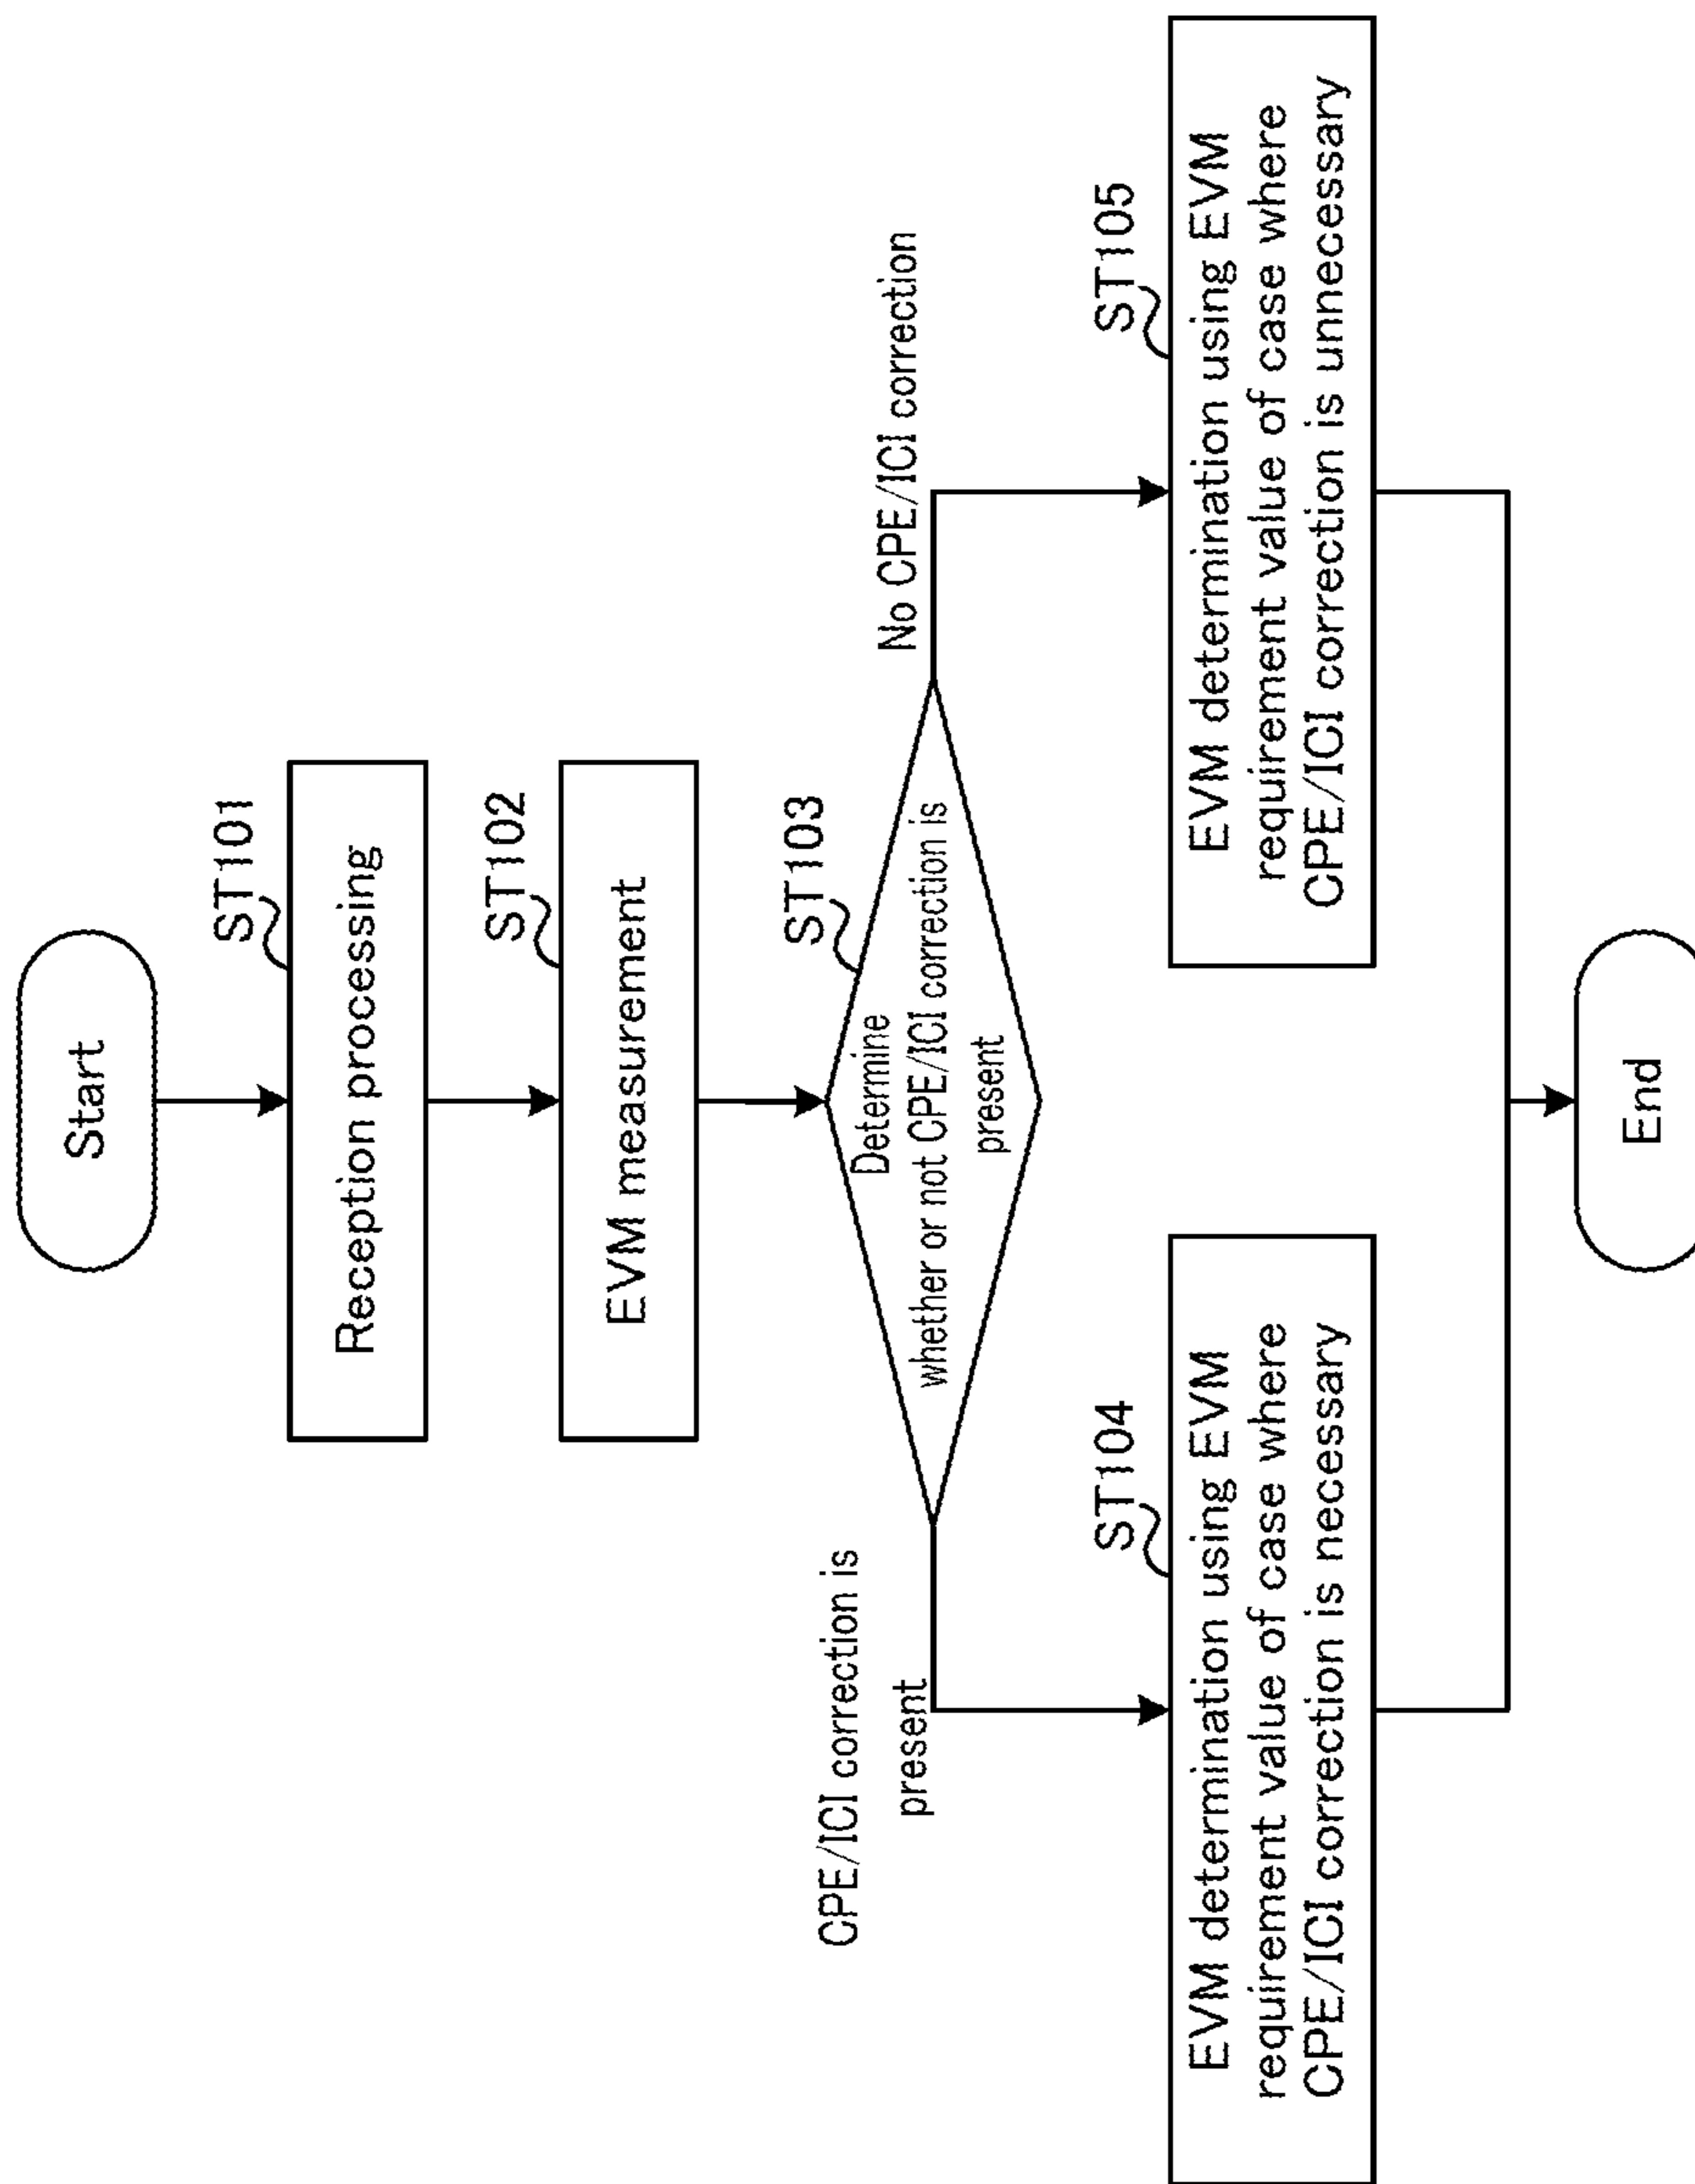 Start
ST101
Reception processing
ST102
EVM measurement
ST103
Determine
whether or not CPE/ICI correction is
present
CPE/ICI correction is
present
No CPE/ICI correction
ST104
EVM determination using EVM
requirement value of case where
CPE/ICI correction is necessary
ST105
EVM determination using EVM
requirement value of case where
CPE/ICI correction is unnecessary
End